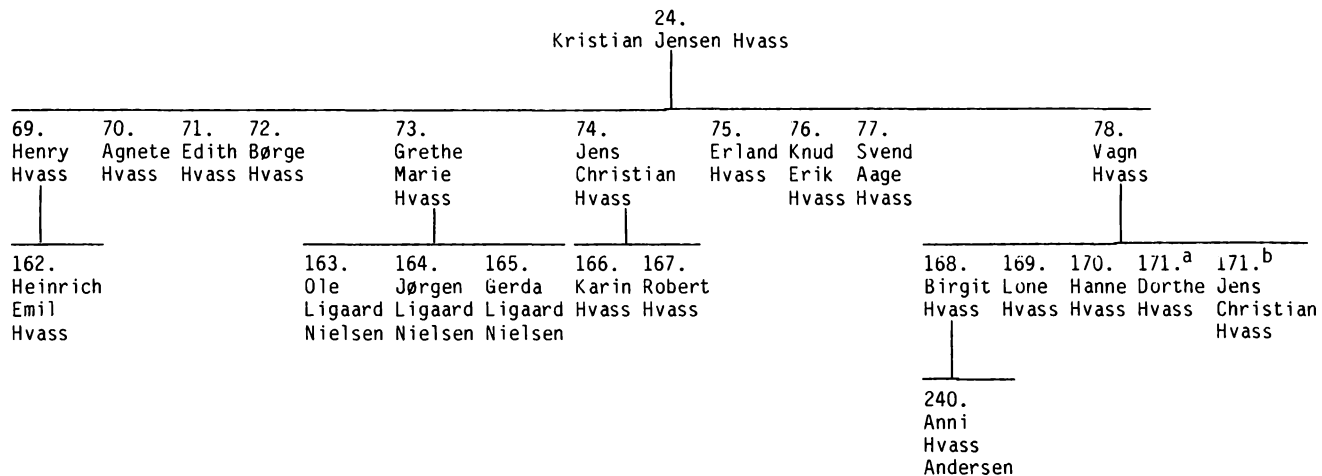 24.
Kristian Jensen Hvass
69. 70. 71. 72. 73. 74. 75. 76. 77. 78.
Henry Agnete Edith Børge Grethe Jens Erland Knud Svend Vagn
Hvass Hvass Hvass Hvass Marie Christian Hvass Erik Aage Hvass
Hvass Hvass Hvass Hvass
162. 163. 164. 165. 166. 167. 168. 169. 170. 171.a 171.b
Heinrich Ole Jørgen Gerda Karin Robert Birgit Lone Hanne Dorthe Jens
Emil Ligaard Ligaard Ligaard Hvass Hvass Hvass Hvass Hvass Hvass Christian
Hvass Nielsen Nielsen Nielsen Hvass
240.
Anni
Hvass
Andersen